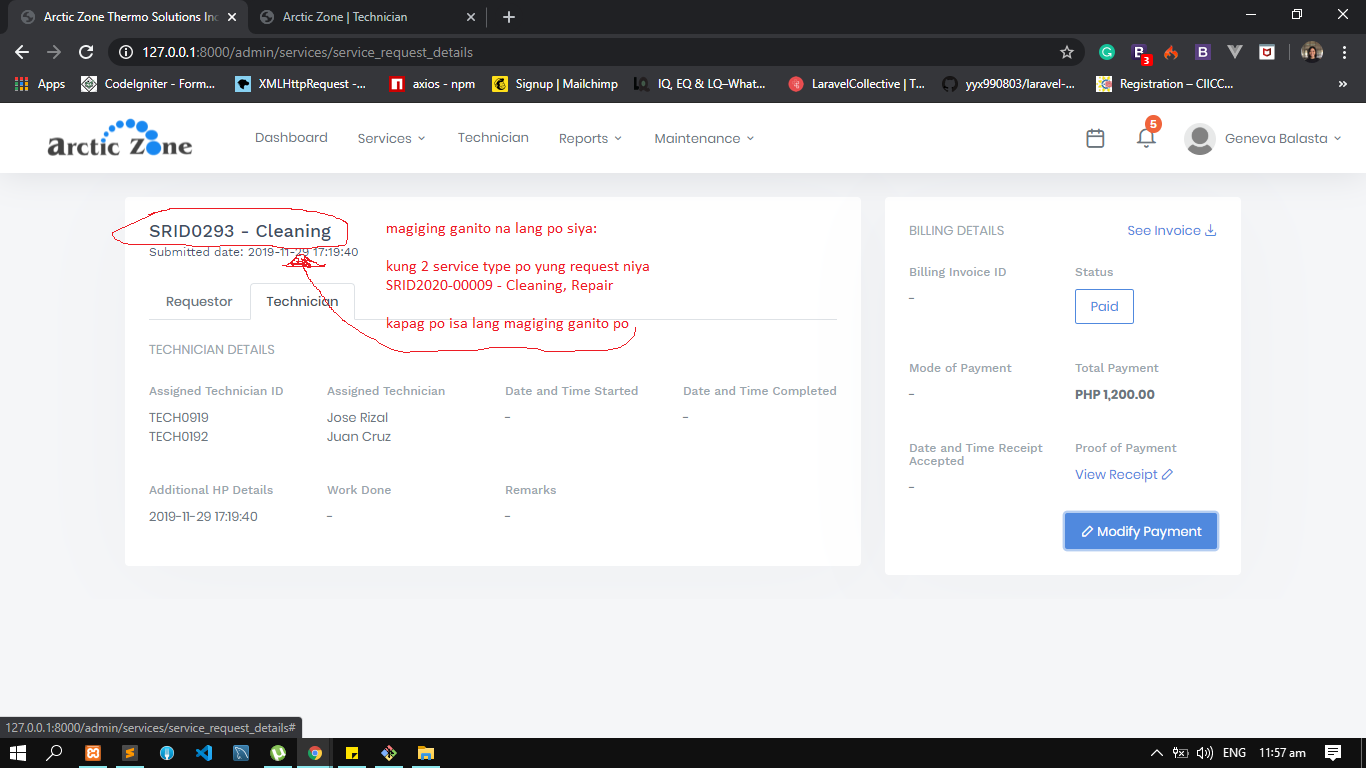 Arctic Zone Thermo Solutions Inc
Arctic Zone | Technician
127.0.0.1:8000/admin/services/service_request_details
3
Apps
CodeIgniter - Form...
XMLHttpRequest -...
axios - npm
Signup | Mailchimp
IQ, EQ & LQ–What...
LaravelCollective | T...
yyx990803/laravel-...
Registration – CIICC...
»
Arctic Zone
Dashboard
Services
Technician
Reports
Maintenance
5
Geneva Balasta
SRID0293 - Cleaning
Submitted date: 2019-11-29 17:19:40
magiging ganito na lang po siya:
kung 2 service type po yung request niya
SRID2020-00009 - Cleaning, Repair
kapag po isa lang magiging ganito po
Requestor
Technician
TECHNICIAN DETAILS
Assigned Technician ID
Assigned Technician
Date and Time Started
Date and Time Completed
TECH0919
Jose Rizal
-
-
TECH0192
Juan Cruz
Additional HP Details
Work Done
Remarks
2019-11-29 17:19:40
-
-
BILLING DETAILS
See Invoice
Billing Invoice ID
Status
-
Paid
Mode of Payment
Total Payment
-
PHP 1,200.00
Date and Time Receipt
Accepted
Proof of Payment
View Receipt
-
Modify Payment
127.0.0.1:8000/admin/services/service_request_details#
ENG
11:57 am